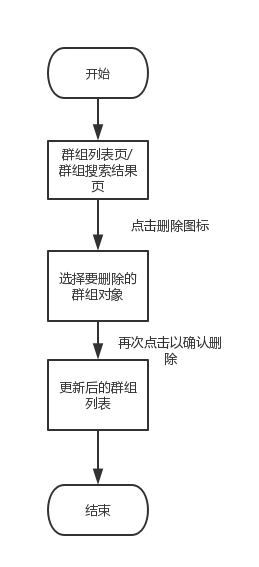 开始
群组列表页/
群组搜索结果
页
点击删除图标
选择要删除的
群组对象
再次点击以确认删
除
更新后的群组
列表
结束